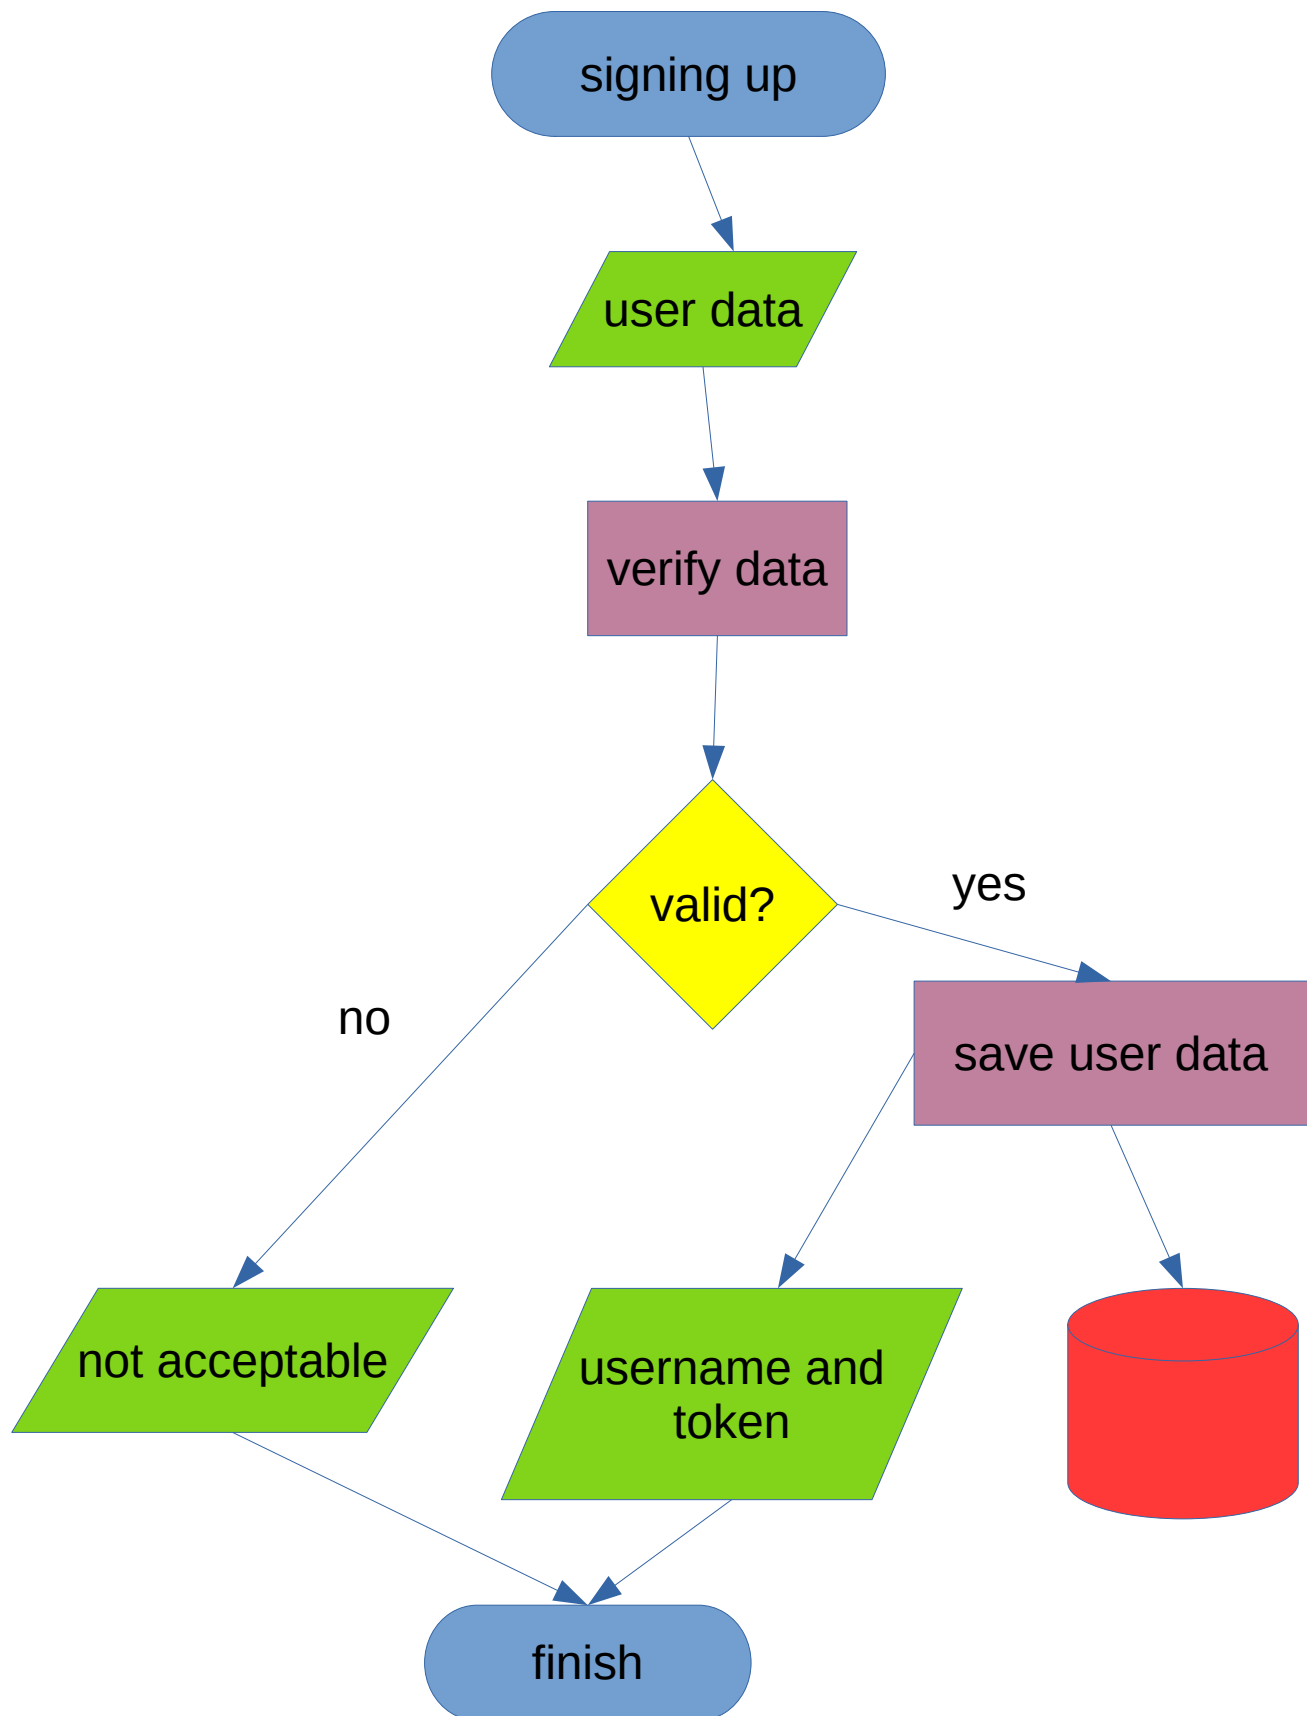 signing up
user data
verify data
valid?
yes
no
save user data
not acceptable
username and
token
finish